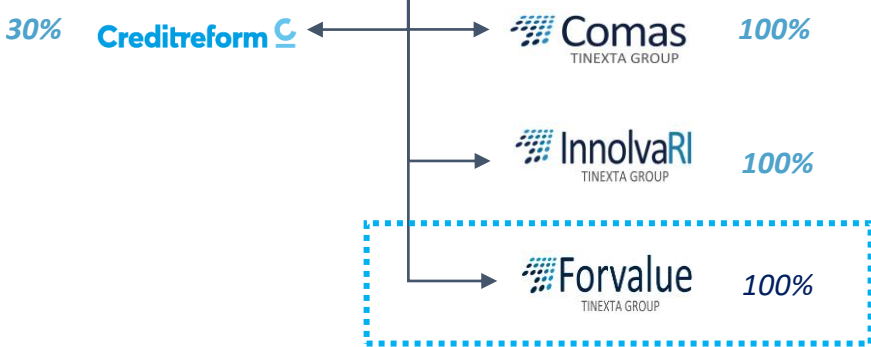 30% Creditreform C Comas 100%
TINEXTA GROUP
InnolvaRI 100%
TINEXTA GROUP
Forvalue 100%
TINEXTA GROUP